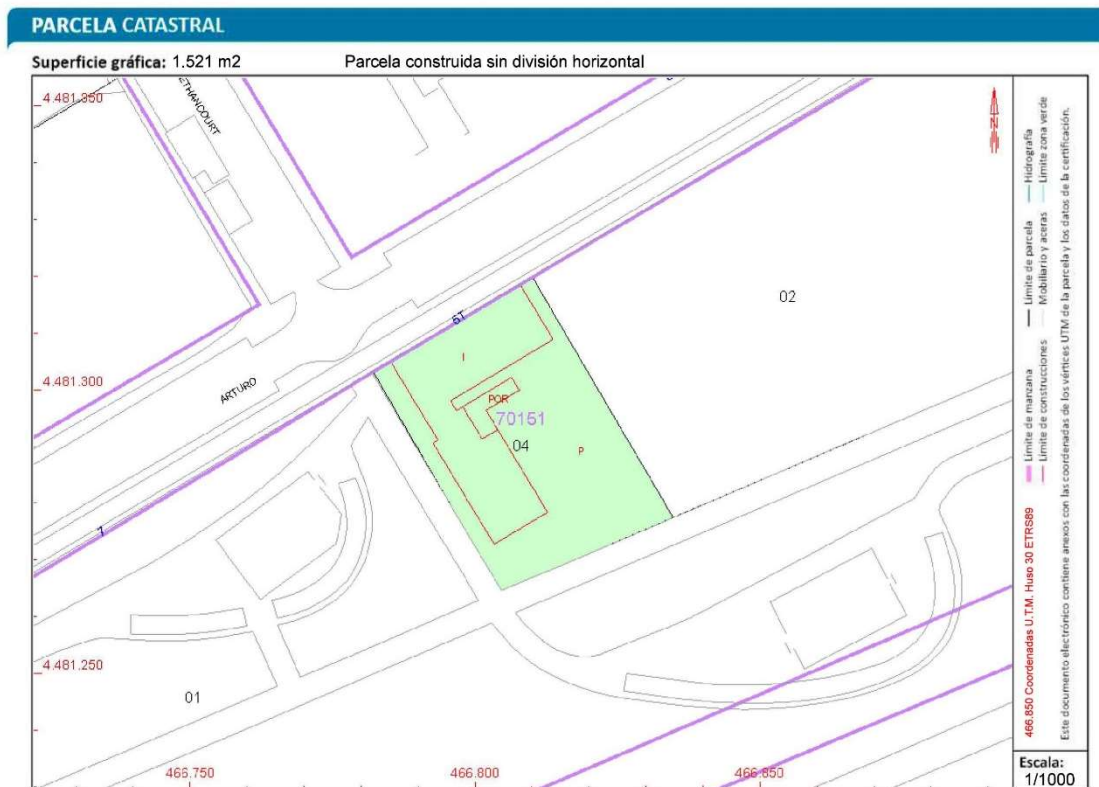 PARCELA CATASTRAL
Superficie gráfica: 1.521 m2
Parcela construida sin división horizontal
4.481.350
ETHANCOURT
02
6T
I
4.481.300
ARTURO
POR
70151
04
P
7
4.481.250
01
466.750
466.800
466.850
466.850 Coordenadas U.T.M. Huso 30 ETRS89
Límite de manzana
Límite de parcela
Hidrografía
Límite de construcciones
Mobiliario y aceras
Límite zona verde
Este documento electrónico contiene anexos con las coordenadas de los vértices UTM de la parcela y los datos de la certificación.
Escala:
1/1000